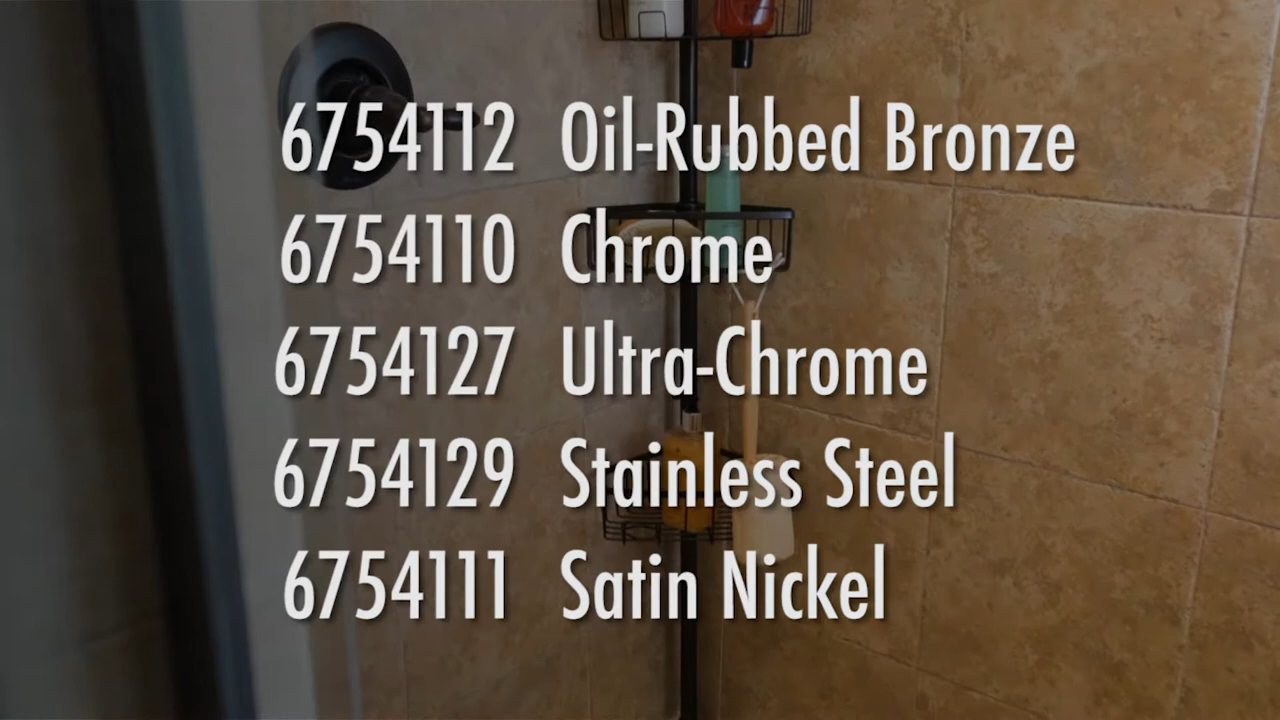 6754112 Oil-Rubbed Bronze
6754110 Chrome
6754127 Ultra-Chrome
6754129 Stainless Steel
6754111 Satin Nickel